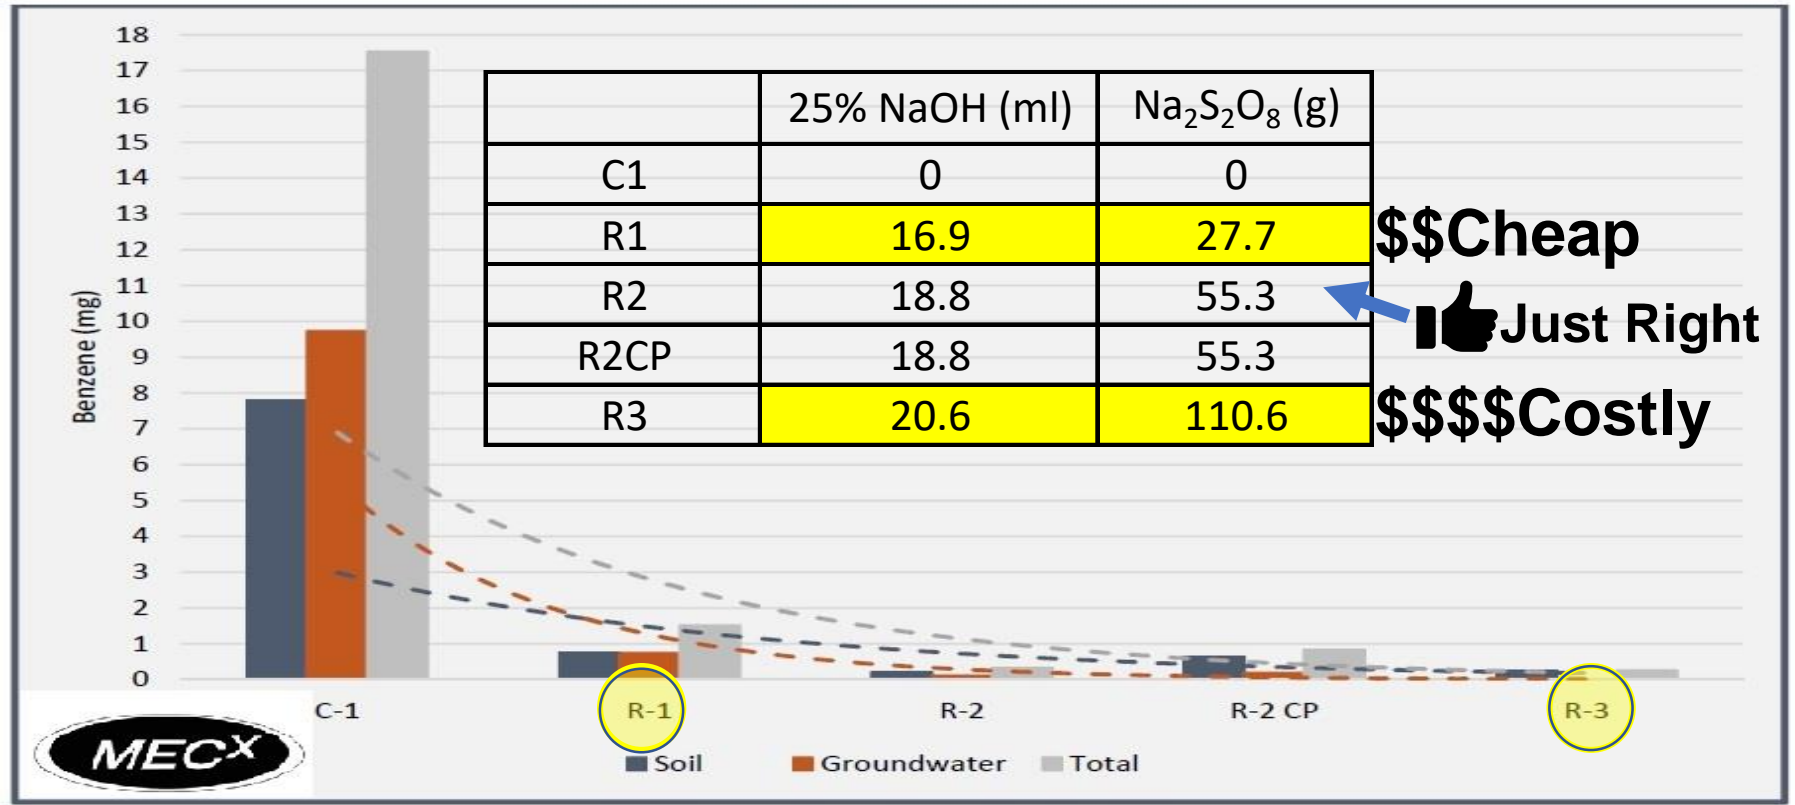 18
17
16
15
14
13
12
11
10
9
8
7
6
5
4
3
2
1
0
Benzene (mg)
25% NaOH (ml) Na₂S₂O₈ (g)
C1 0 0
R1 16.9 27.7
R2 18.8 55.3
R2CP 18.8 55.3
R3 20.6 110.6
$$Cheap
Just Right
$$$$Costly
C-1 R-1 R-2 R-2 CP R-3
Soil Groundwater Total
MECX